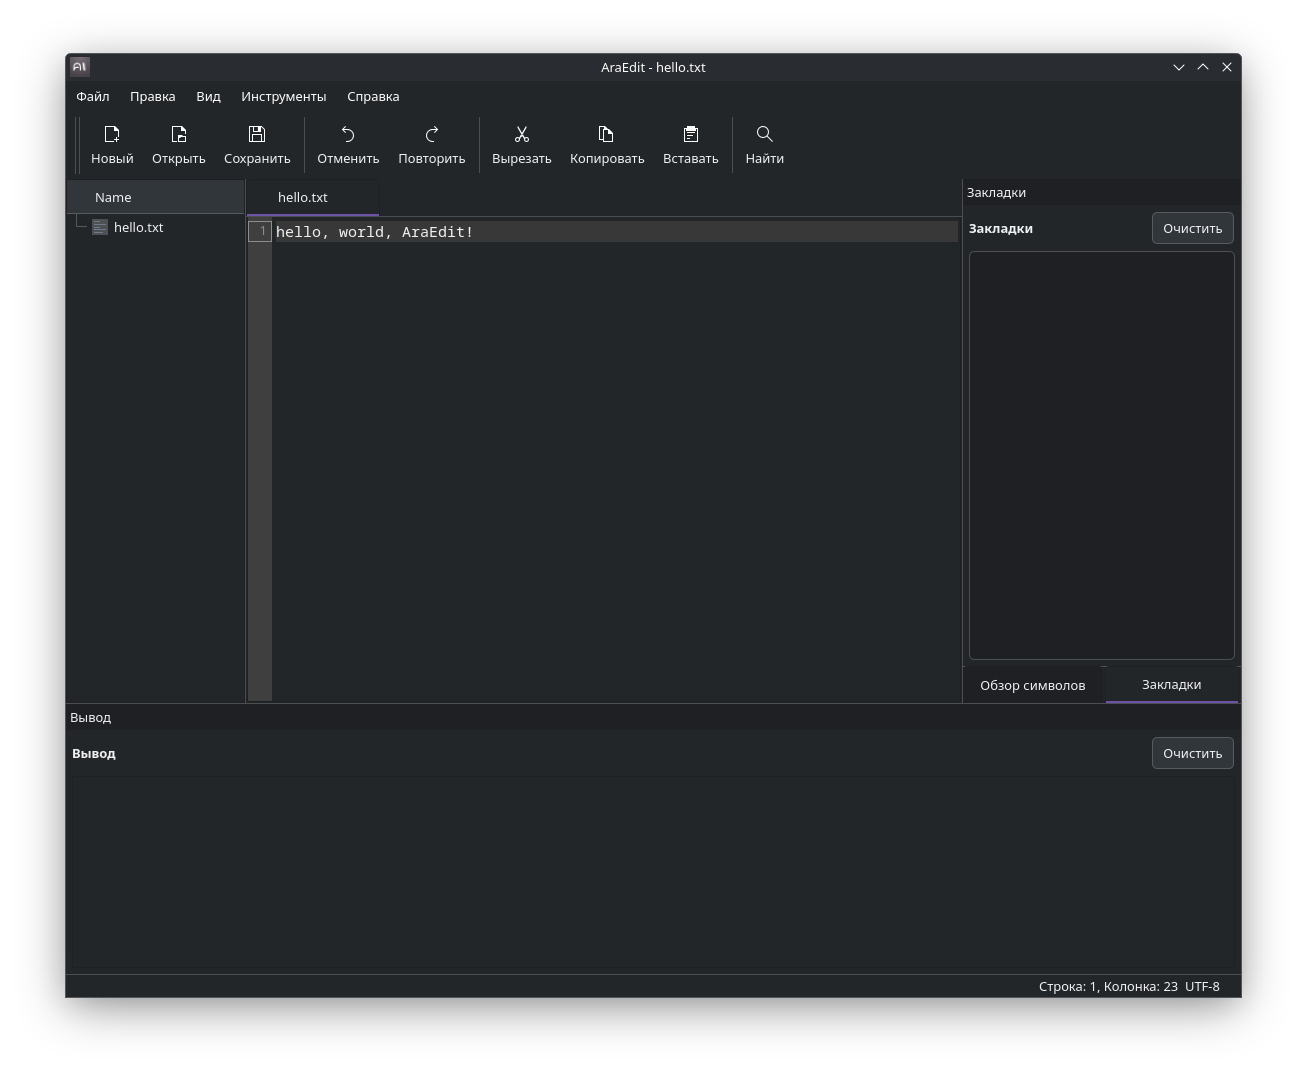 AI
AraEdit - hello.txt
Файл Правка Вид Инструменты Справка
Новый Открыть Сохранить Отменить Повторить Вырезать Копировать Вставать Найти
Name
hello.txt
hello.txt
1 hello, world, AraEdit!
Закладки
Закладки Очистить
Обзор символов Закладки
Вывод
Вывод Очистить
Строка: 1, Колонка: 23 UTF-8